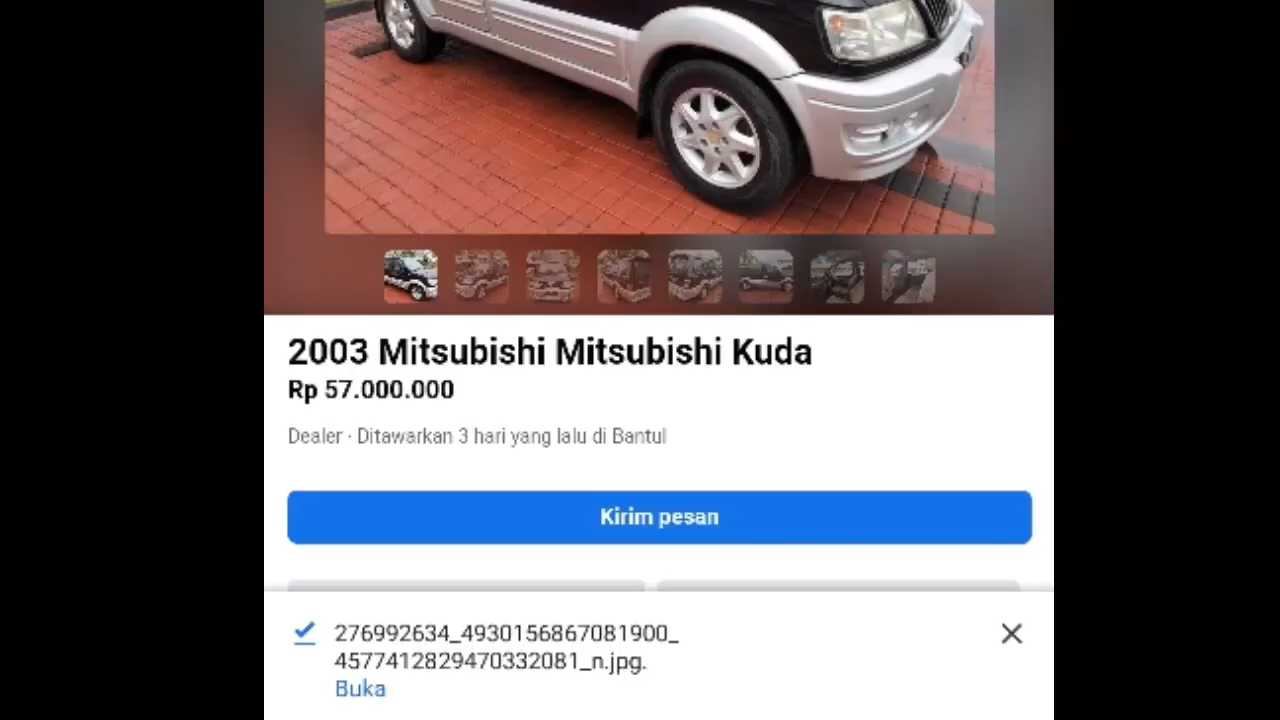 2003 Mitsubishi Mitsubishi Kuda
Rp 57.000.000
Dealer · Ditawarkan 3 hari yang lalu di Bantul
Kirim pesan
276992634_4930156867081900_
4577412829470332081_n.jpg.
Buka